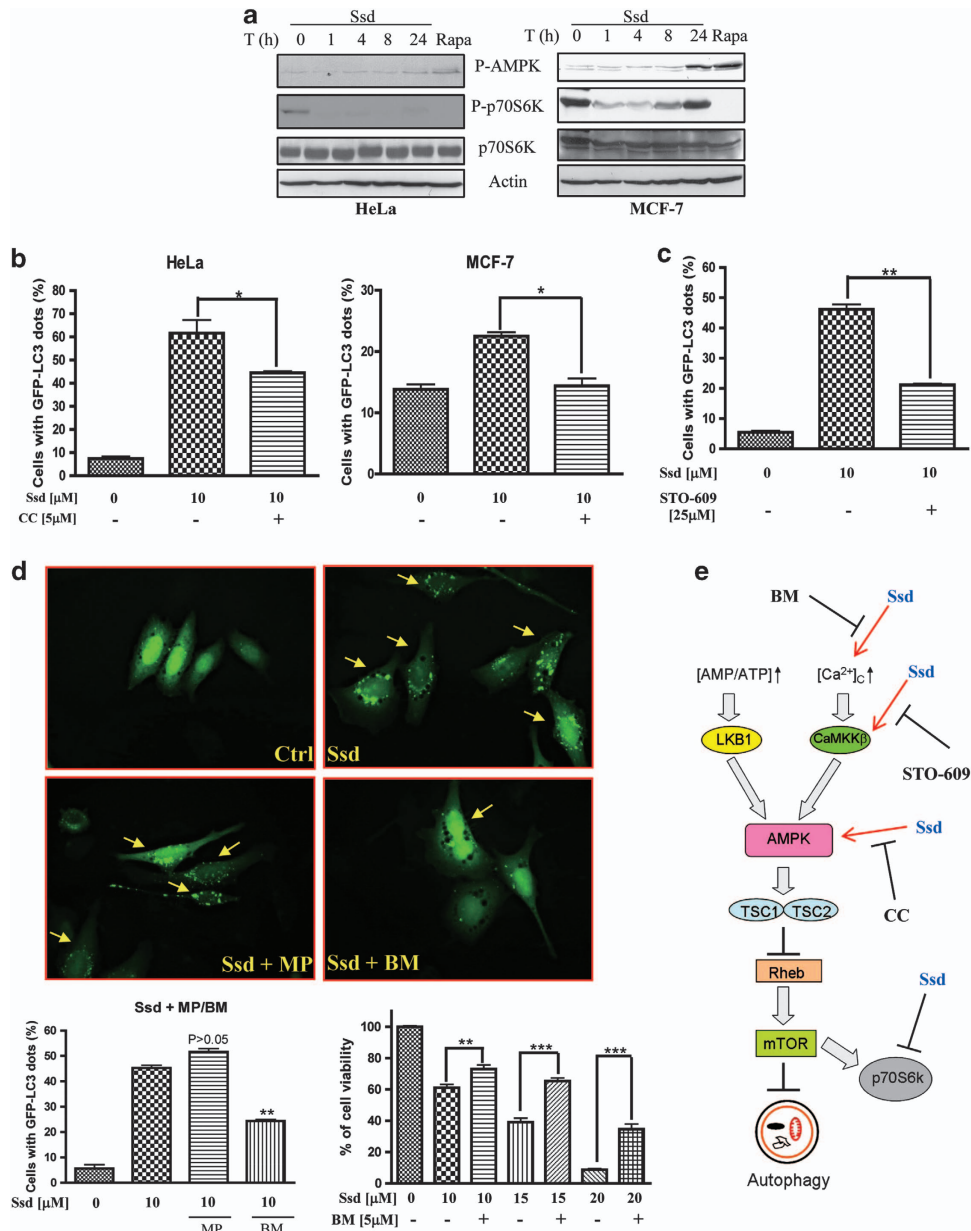 a
Ssd
T (h) 0 1 4 8 24 Rapa
Ssd
T (h) 0 1 4 8 24 Rapa
P-AMPK
P-p70S6K
p70S6K
Actin
HeLa
MCF-7
b
HeLa
Cells with GFP-LC3 dots (%)
80
70
60
50
40
30
20
10
0
*
Ssd [µM] 0 10 10
CC [5µM] - - +
MCF-7
Cells with GFP-LC3 dots (%)
30
20
10
0
*
0 10 10
- - +
c
Cells with GFP-LC3 dots (%)
60
50
40
30
20
10
0
**
Ssd [µM] 0 10 10
STO-609 - - +
[25µM]
d
Ctrl
Ssd
Ssd + MP
Ssd + BM
Ssd + MP/BM
Cells with GFP-LC3 dots (%)
60
50
40
30
20
10
0
P>0.05
**
Ssd [µM] 0 10 10 10
MP BM
% of cell viability
100
80
60
40
20
0
**
***
***
Ssd [µM] 0 10 10 15 15 20 20
BM [5µM] - - + - + - +
e
BM
Ssd
[AMP/ATP]↑
[Ca²⁺]c↑
Ssd
LKB1
CaMKKβ
STO-609
AMPK
Ssd
CC
TSC1
TSC2
Rheb
Ssd
mTOR
p70S6k
Autophagy